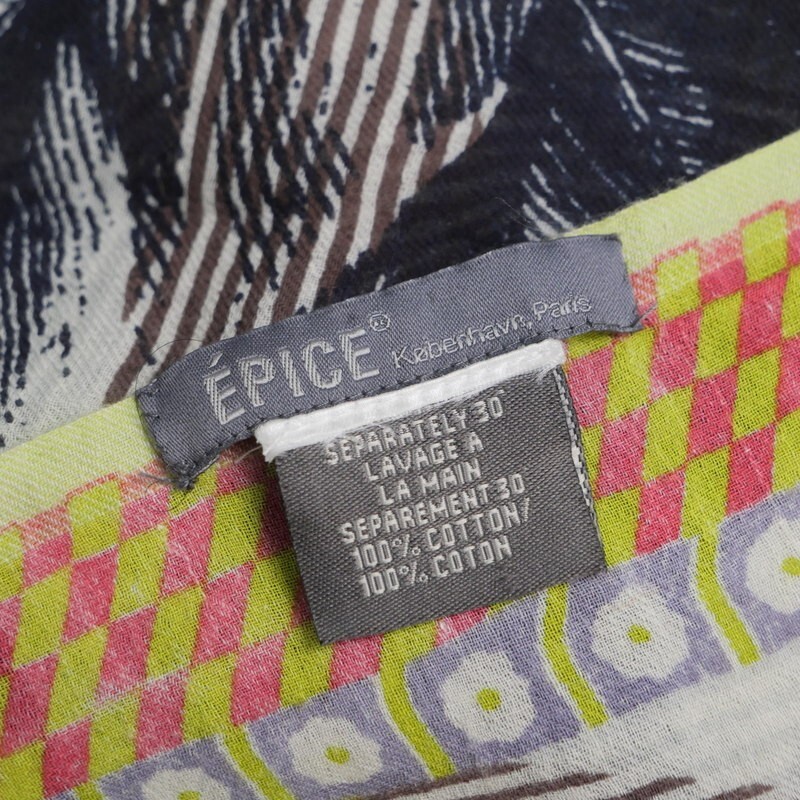 ÉPICE® København, Paris
SEPARATELY 30
LAVAGE A
LA MAIN
SEPAREMENT 30
100% COTTON/
100% COTON